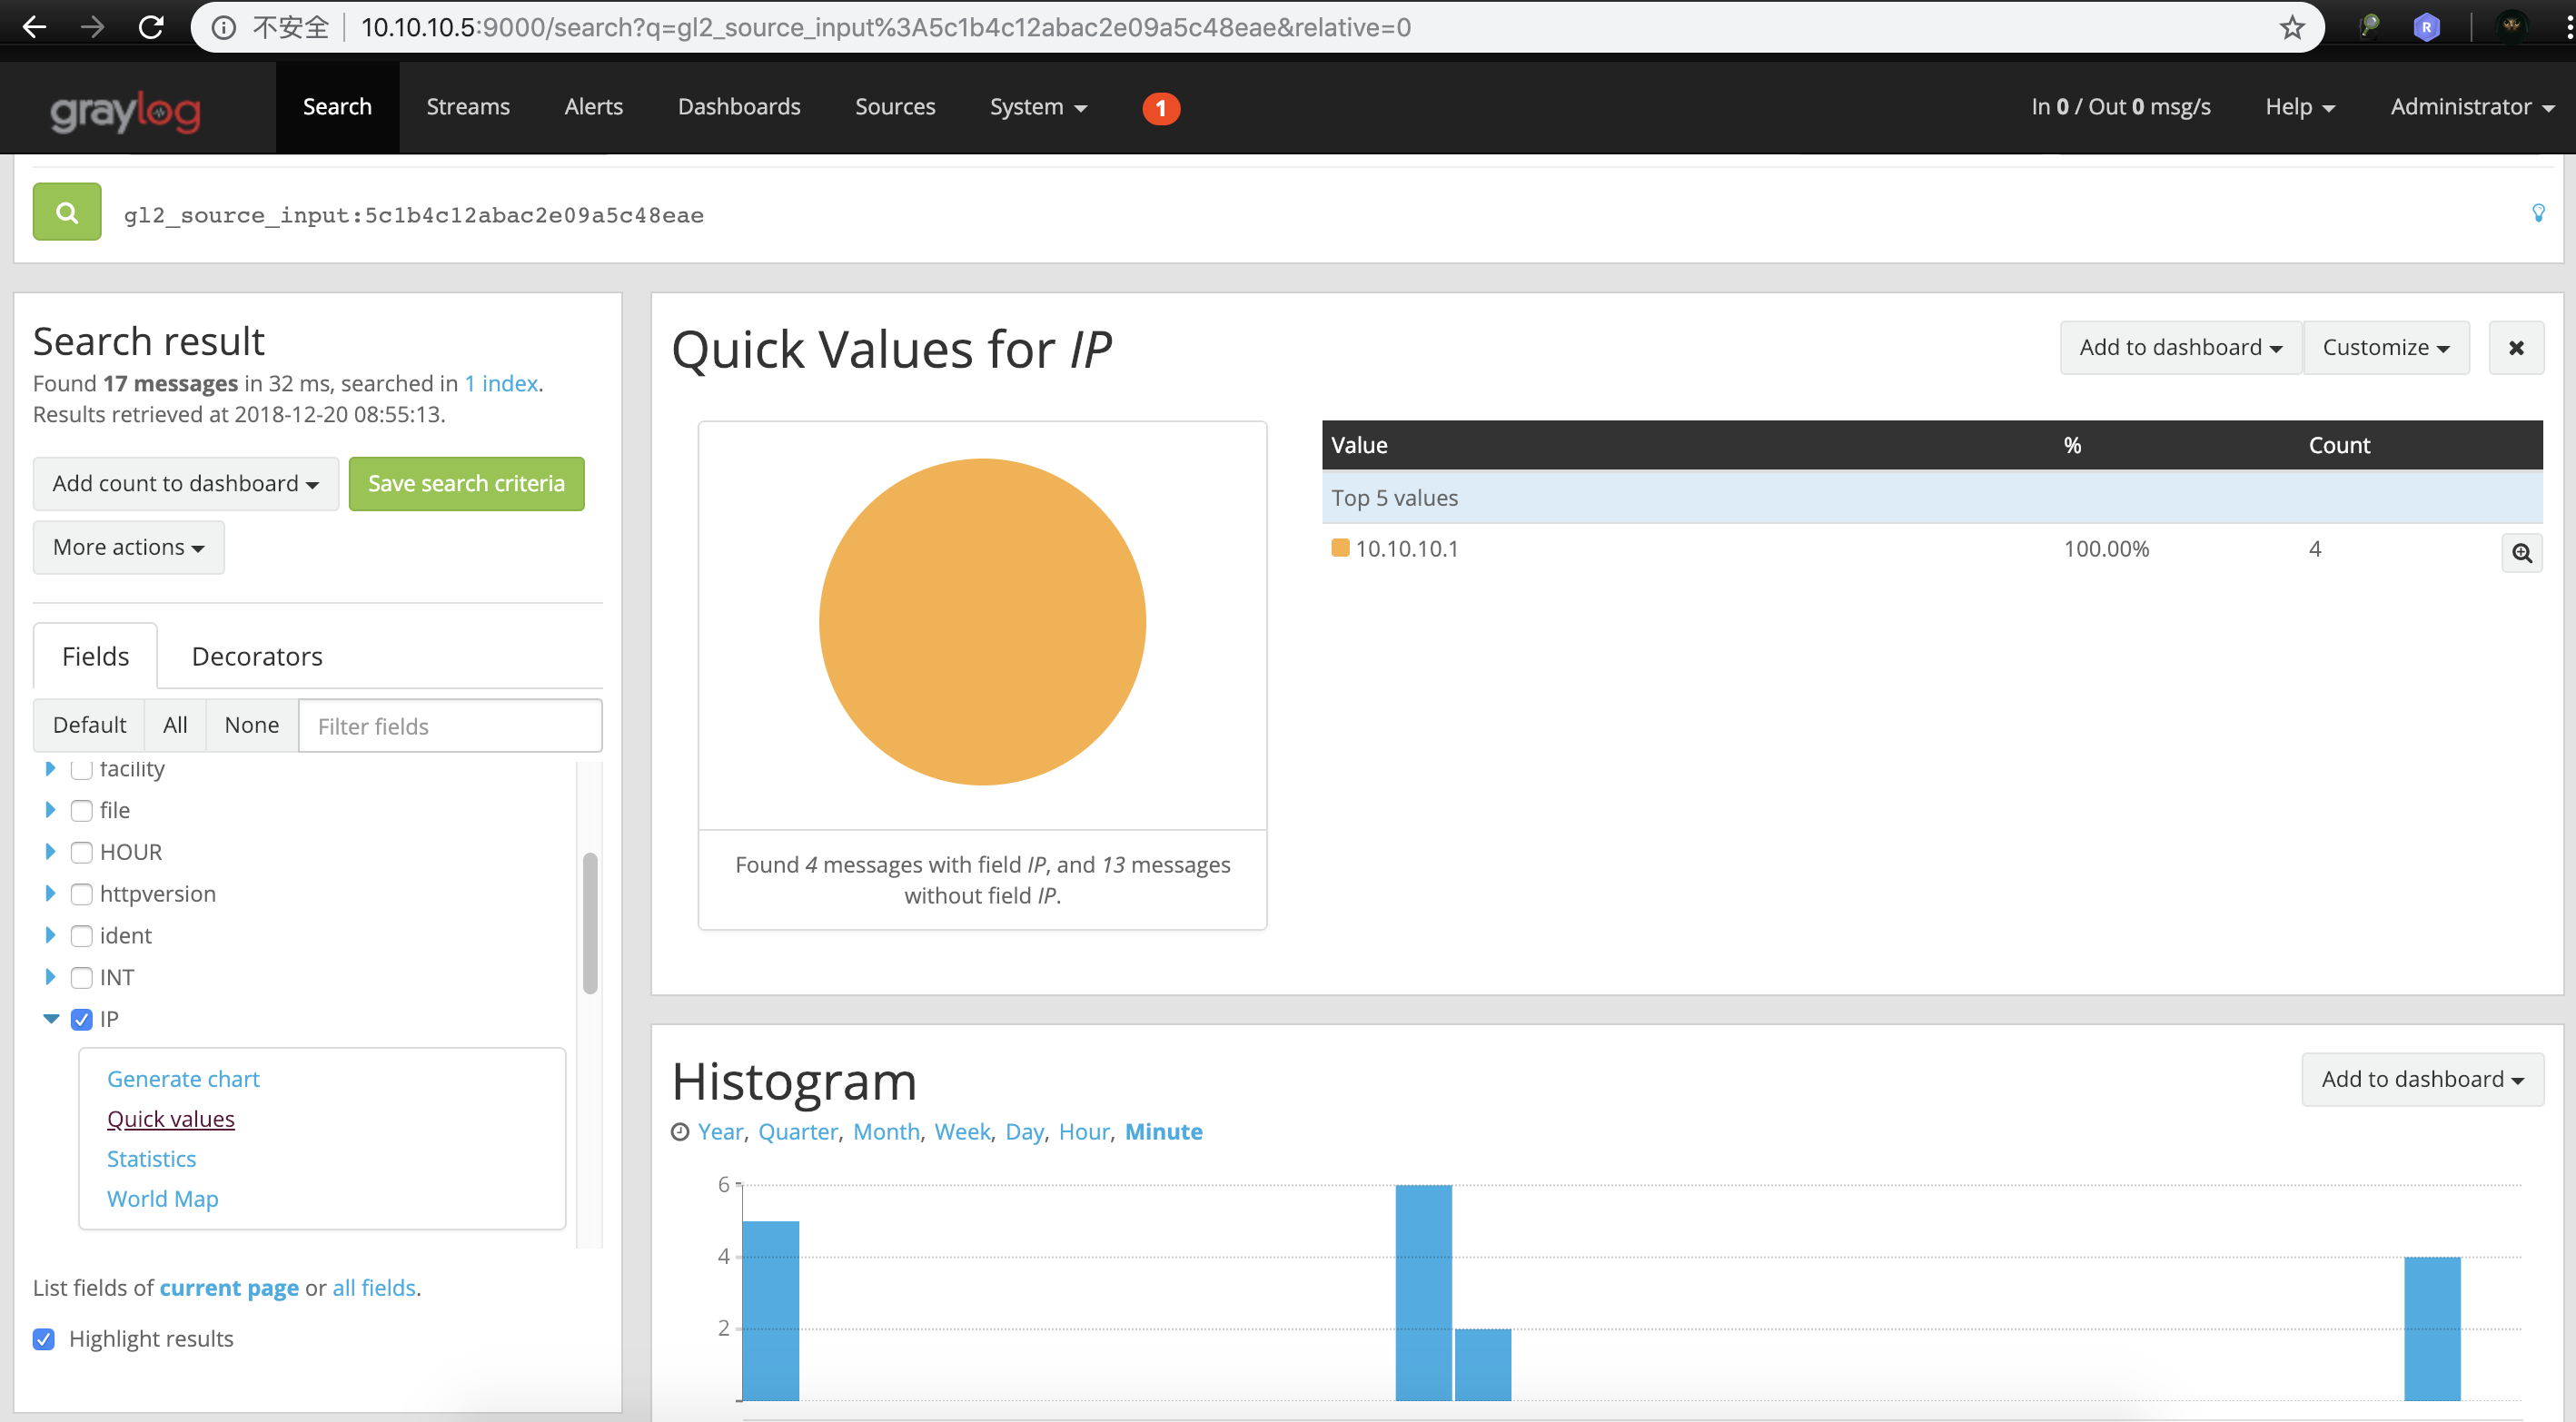 不安全 10.10.10.5:9000/search?q=gl2_source_input%3A5c1b4c12abac2e09a5c48eae&relative=0
R
graylog Search Streams Alerts Dashboards Sources System 1 In 0 / Out 0 msg/s Help Administrator
gl2_source_input:5c1b4c12abac2e09a5c48eae
Search result
Found 17 messages in 32 ms, searched in 1 index.
Results retrieved at 2018-12-20 08:55:13.
Add count to dashboard Save search criteria
More actions
Fields Decorators
Default All None Filter fields
facility
file
HOUR
httpversion
ident
INT
IP
Generate chart
Quick values
Statistics
World Map
List fields of current page or all fields.
Highlight results
Quick Values for IP
Add to dashboard Customize
Value % Count
Top 5 values
10.10.10.1 100.00% 4
Found 4 messages with field IP, and 13 messages
without field IP.
Histogram
Add to dashboard
Year, Quarter, Month, Week, Day, Hour, Minute
6
4
2